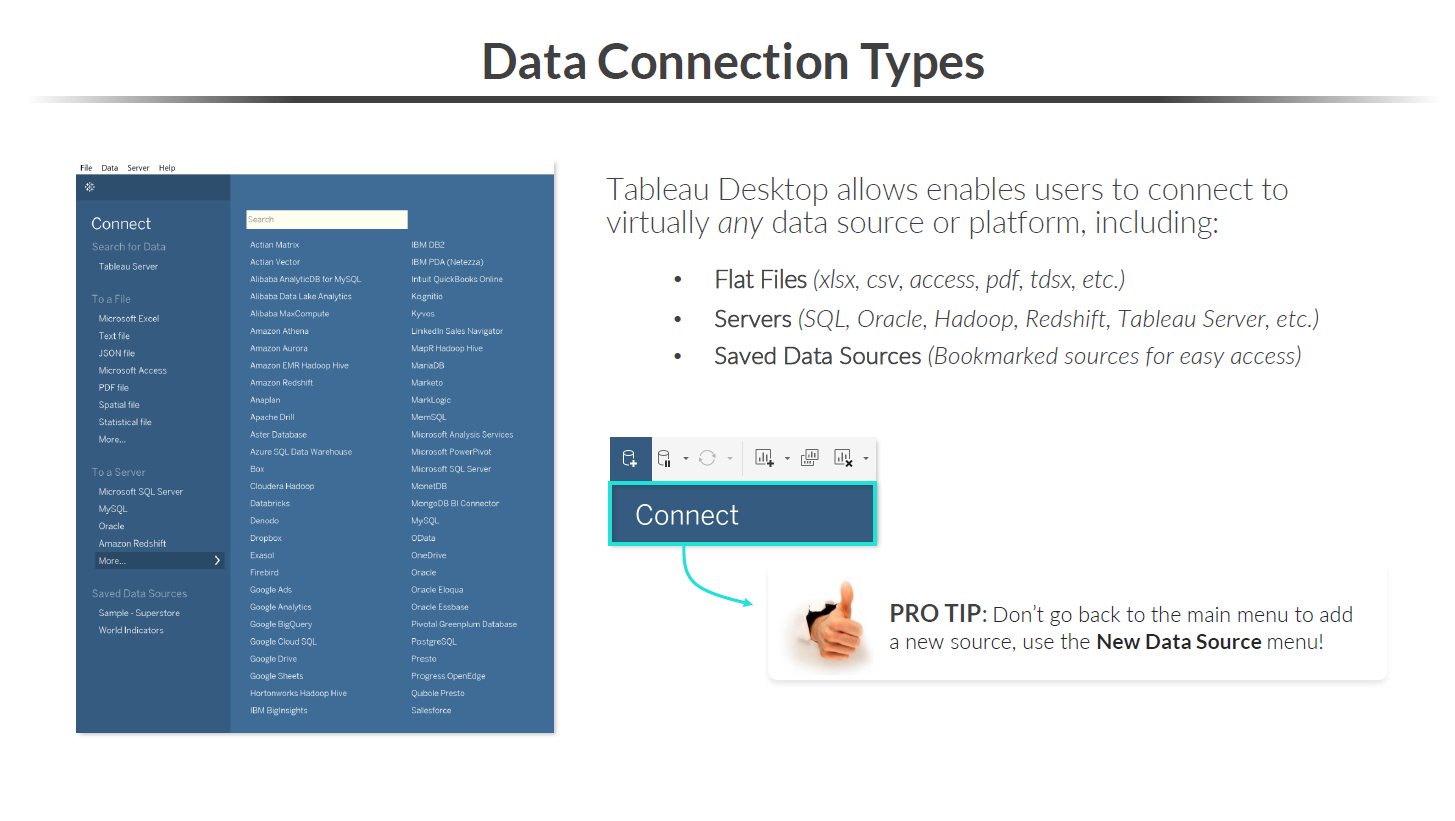 Data Connection Types
File Data Server Help
Connect
Search for Data
Tableau Server
To a File
Microsoft Excel
Text file
JSON file
Microsoft Access
PDF file
Spatial file
Statistical file
More...
To a Server
Microsoft SQL Server
MySQL
Oracle
Amazon Redshift
More...
Saved Data Sources
Sample - Superstore
World Indicators
Search
Actian Matrix
Actian Vector
Alibaba AnalyticDB for MySQL
Alibaba Data Lake Analytics
Alibaba MaxCompute
Amazon Athena
Amazon Aurora
Amazon EMR Hadoop Hive
Amazon Redshift
Anaplan
Apache Drill
Aster Database
Azure SQL Data Warehouse
Box
Cloudera Hadoop
Databricks
Denodo
Dropbox
Exasol
Firebird
Google Ads
Google Analytics
Google BigQuery
Google Cloud SQL
Google Drive
Google Sheets
Hortonworks Hadoop Hive
IBM BigInsights
IBM DB2
IBM PDA (Netezza)
Intuit QuickBooks Online
Kognitio
Kyvos
LinkedIn Sales Navigator
MapR Hadoop Hive
MariaDB
Marketo
MarkLogic
MemSQL
Microsoft Analysis Services
Microsoft PowerPivot
Microsoft SQL Server
MonetDB
MongoDB BI Connector
MySQL
OData
OneDrive
Oracle
Oracle Eloqua
Oracle Essbase
Pivotal Greenplum Database
PostgreSQL
Presto
Progress OpenEdge
Qubole Presto
Salesforce
Tableau Desktop allows enables users to connect to
virtually any data source or platform, including:
• Flat Files (xlsx, csv, access, pdf, tdsx, etc.)
• Servers (SQL, Oracle, Hadoop, Redshift, Tableau Server, etc.)
• Saved Data Sources (Bookmarked sources for easy access)
Connect
PRO TIP: Don't go back to the main menu to add
a new source, use the New Data Source menu!